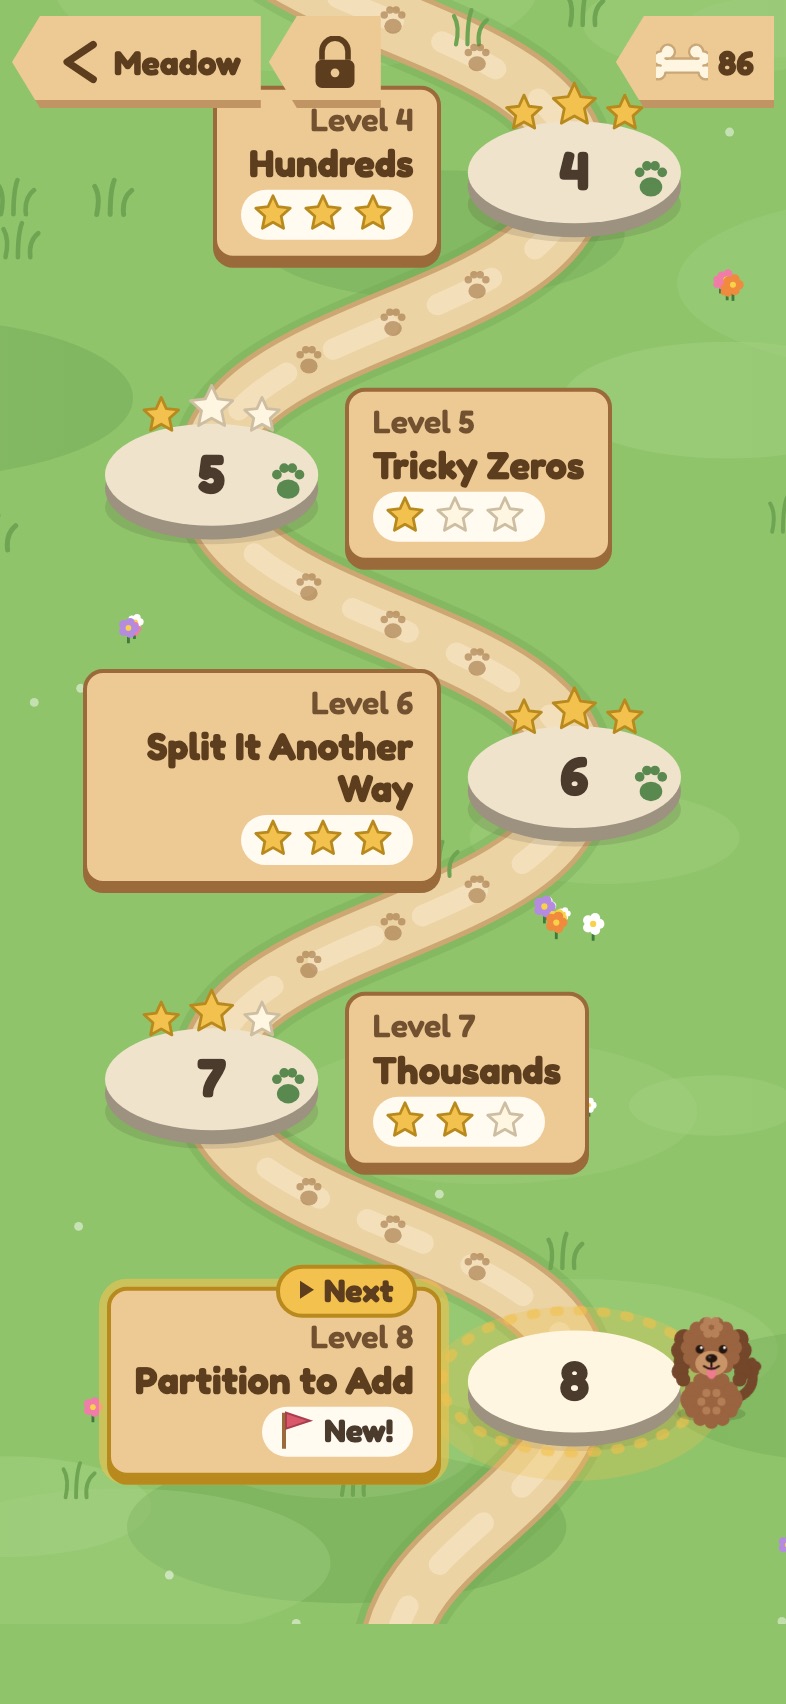 Meadow
86
Level 4
Hundreds
4
Level 5
Tricky Zeros
5
Level 6
Split It Another
Way
6
Level 7
Thousands
7
Next
Level 8
Partition to Add
New!
8